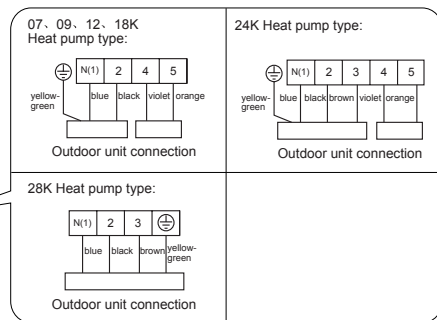 07、09、12、18K
Heat pump type:
N(1) 2 4 5
yellow-
green
blue black violet orange
Outdoor unit connection
24K Heat pump type:
N(1) 2 3 4 5
yellow-
green
blue black brown violet orange
Outdoor unit connection
28K Heat pump type:
N(1) 2 3
blue black brown yellow-
green
Outdoor unit connection